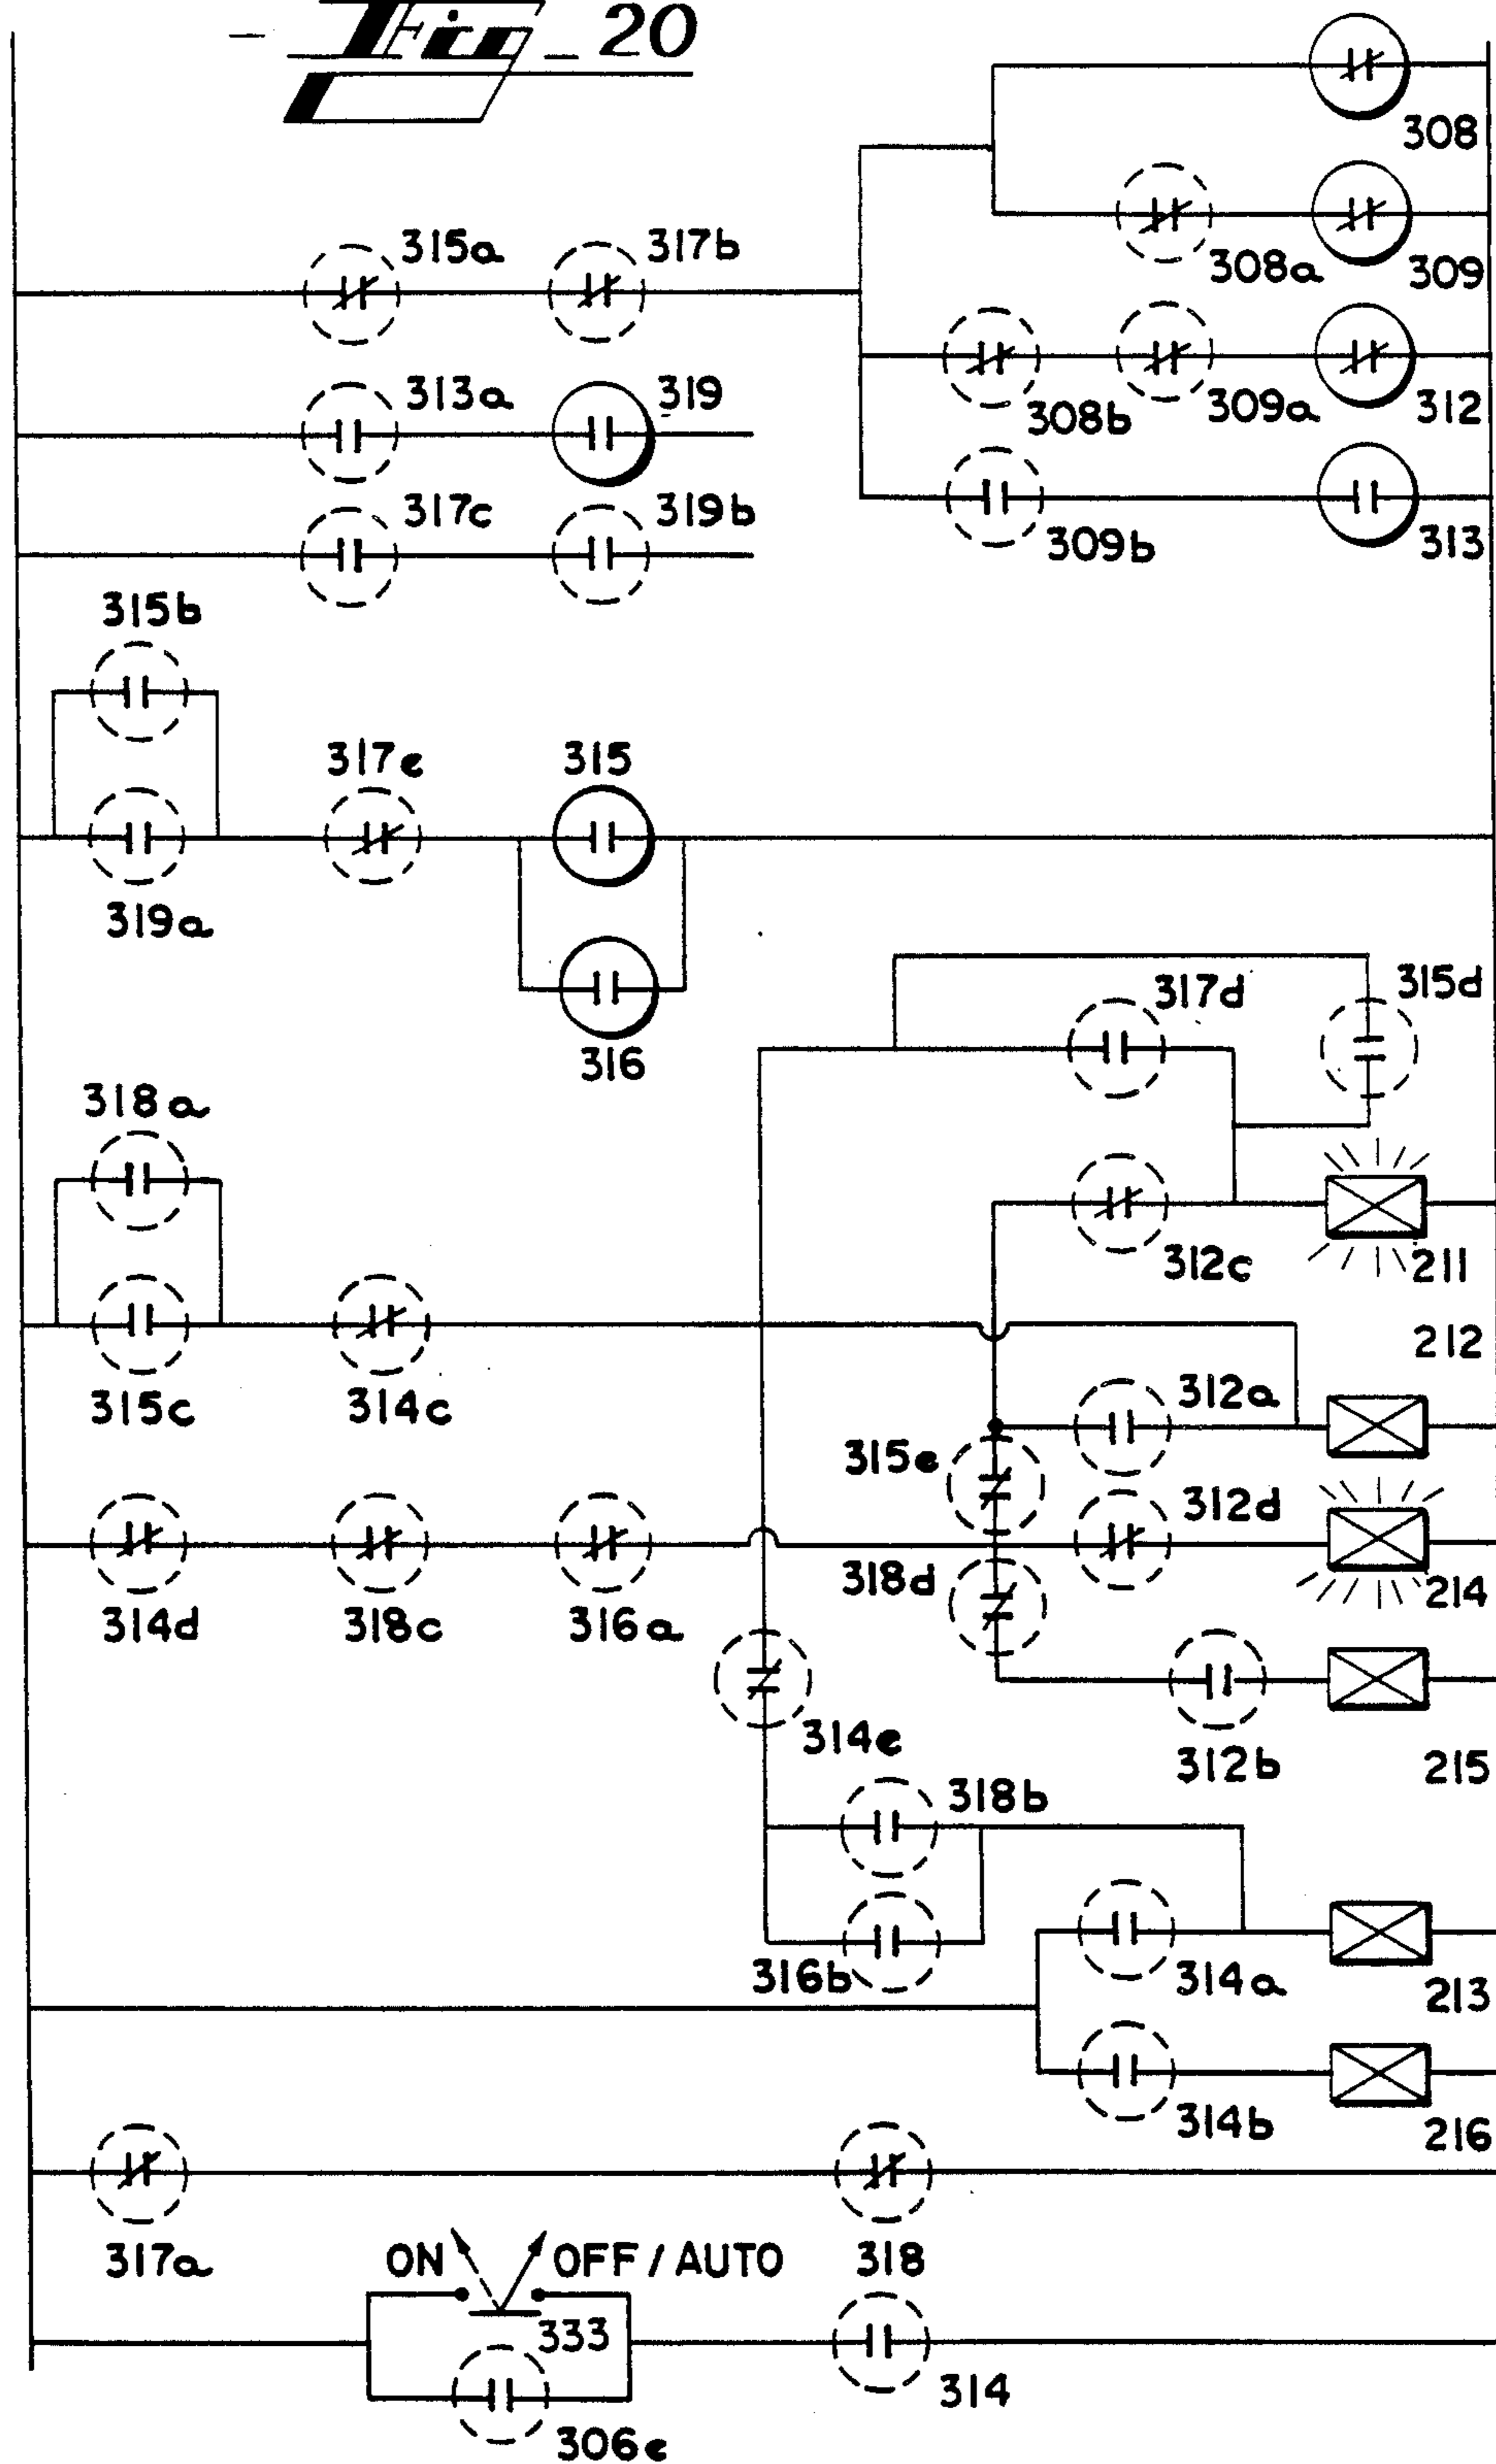 - Fig_ 20
308
315a 317b
308a 309
313a 319
308b 309a 312
317c 319b
309b 313
315b
317e 315
319a
317d 315d
316
318a
312c 211
212
315c 314c 312a
315e
312d
318d
314d 318c 316a 214
314e
312b 215
318b
316b 314a 213
314b 216
317a ON OFF / AUTO 318
333
314
306e